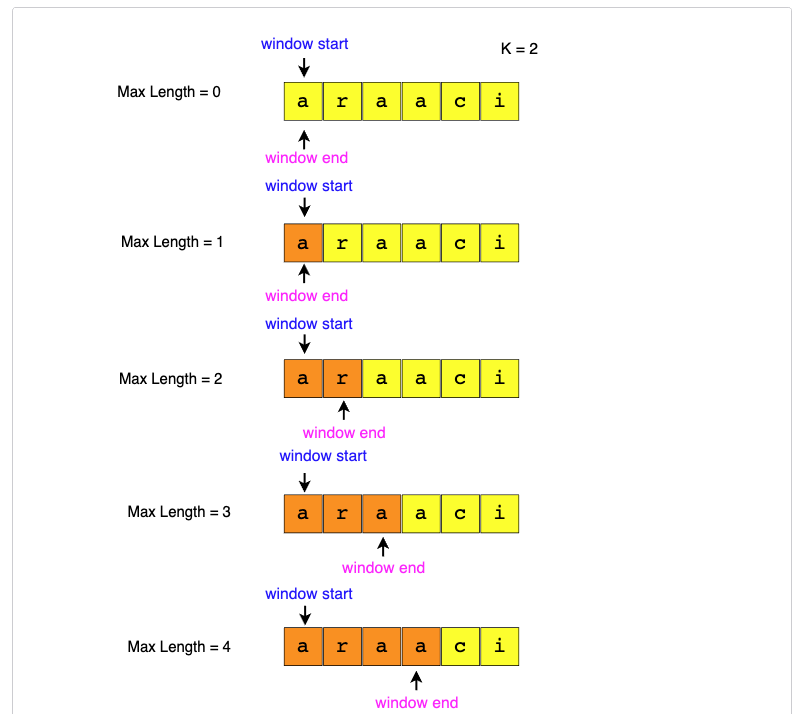 window start
K = 2
Max Length = 0
a r a a c i
window end
window start
Max Length = 1
a r a a c i
window end
window start
Max Length = 2
a r a a c i
window end
window start
Max Length = 3
a r a a c i
window end
window start
Max Length = 4
a r a a c i
window end